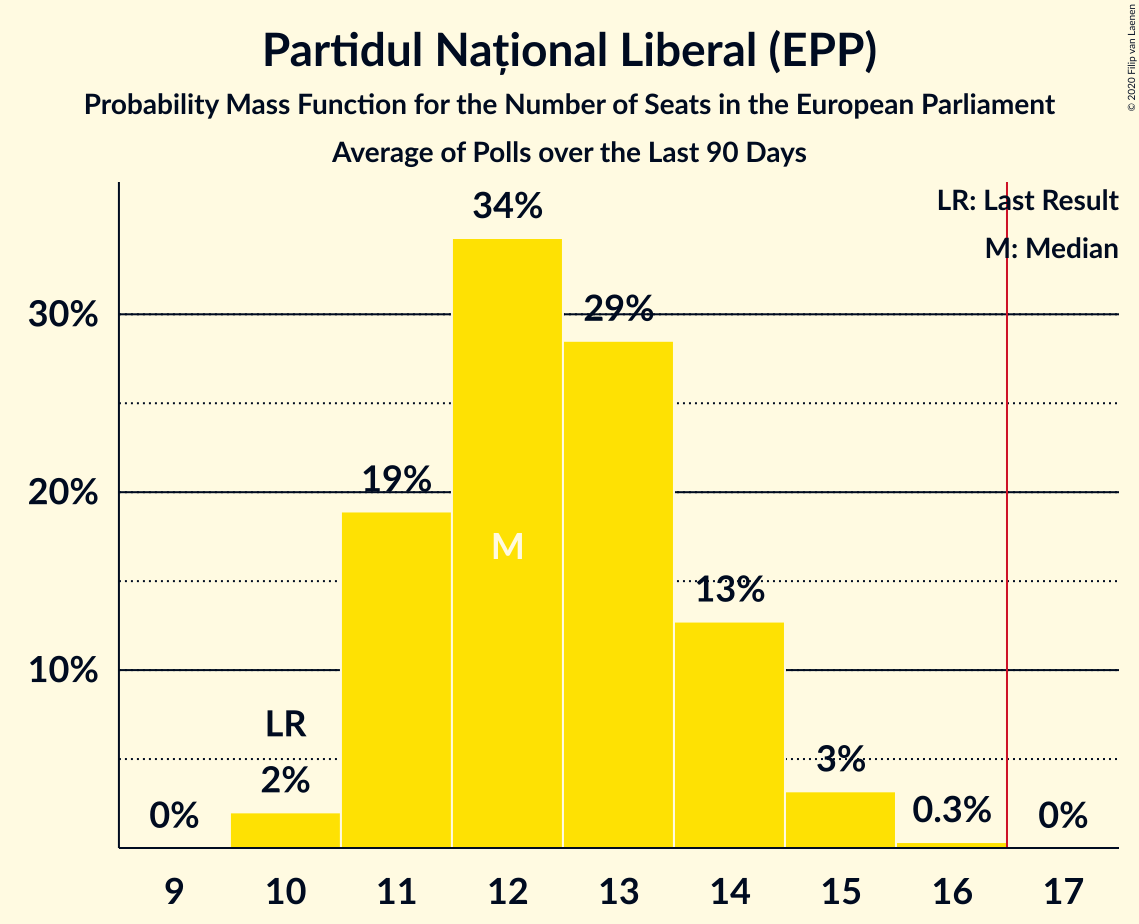 Partidul Național Liberal (EPP)
Probability Mass Function for the Number of Seats in the European Parliament
Average of Polls over the Last 90 Days
© 2020 Filip van Laenen
LR: Last Result
M: Median
34%
30%
29%
20%
19%
M
13%
10%
LR
2%
3%
0%
0.3%
0%
9 10 11 12 13 14 15 16 17